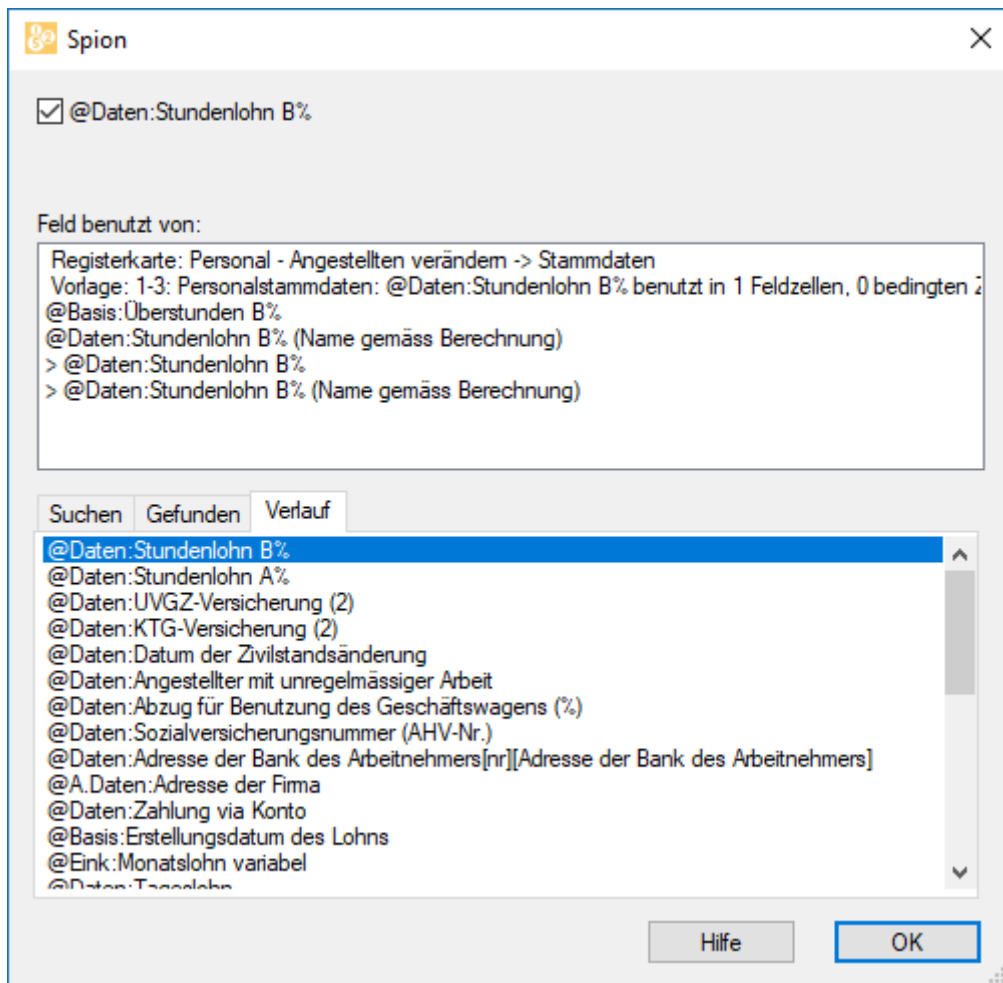 Spion
@Daten:Stundenlohn B%
Feld benutzt von:
Registerkarte: Personal - Angestellten verändern -> Stammdaten
Vorlage: 1-3: Personalstammdaten: @Daten:Stundenlohn B% benutzt in 1 Feldzellen, 0 bedingten
@Basis:Überstunden B%
@Daten:Stundenlohn B% (Name gemäss Berechnung)
> @Daten:Stundenlohn B%
> @Daten:Stundenlohn B% (Name gemäss Berechnung)
Suchen Gefunden Verlauf
@Daten:Stundenlohn B%
@Daten:Stundenlohn A%
@Daten:UVGZ-Versicherung (2)
@Daten:KTG-Versicherung (2)
@Daten:Datum der Zivilstandsänderung
@Daten:Angestellter mit unregelmässiger Arbeit
@Daten:Abzug für Benutzung des Geschäftswagens (%)
@Daten:Sozialversicherungsnummer (AHV-Nr.)
@Daten:Adresse der Bank des Arbeitnehmers[nr][Adresse der Bank des Arbeitnehmers]
@A.Daten:Adresse der Firma
@Daten:Zahlung via Konto
@Basis:Erstellungsdatum des Lohns
@Eink:Monatslohn variabel
@Daten:Tageslohn
Hilfe OK